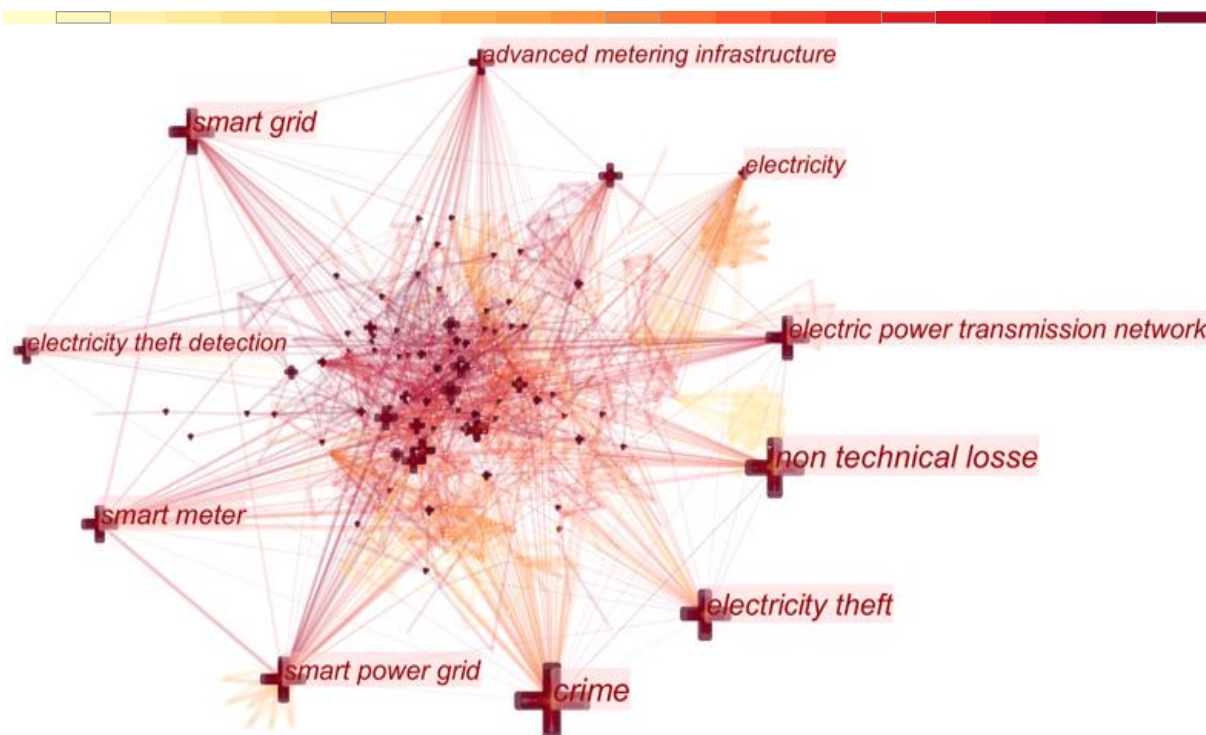 advanced metering infrastructure
smart grid
electricity
electric power transmission network
electricity theft detection
non technical losse
smart meter
electricity theft
smart power grid
crime